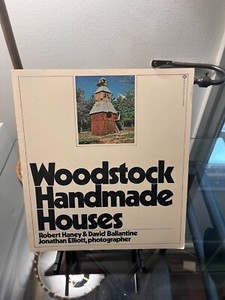 Woodstock
Handmade
Houses
Robert Haney & David Ballantine
Jonathan Elliott, photographer